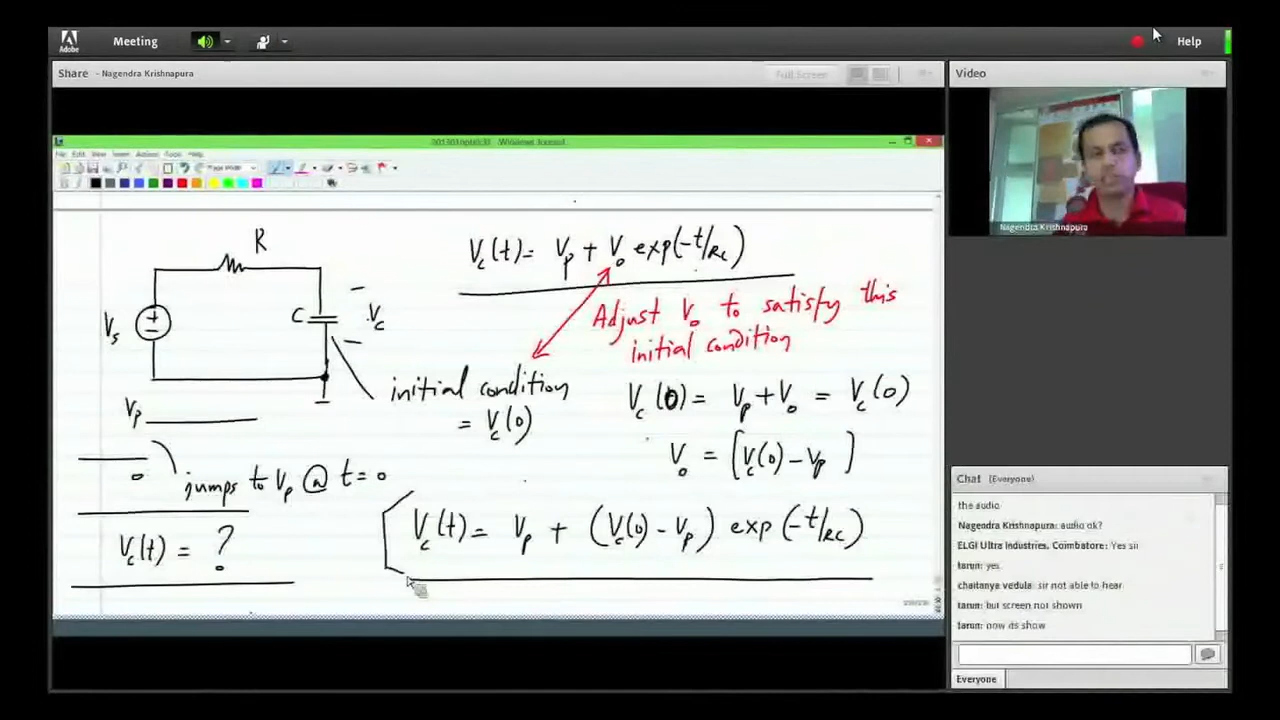 Adobe
Meeting
Help
Share - Nagendra Krishnapura
Full Screen
Video
Nagendra Krishnapura
R
Vs
C
Vc
Vc(t) = Vp + Vo exp(-t/RC)
Adjust Vo to satisfy this
initial condition
initial condition
= Vc(0)
Vc(0) = Vp + Vo = Vc(0)
Vo = [Vc(0) - Vp]
Vp
0
jumps to Vp @ t = 0
Vc(t) = ?
Vc(t) = Vp + (Vc(0) - Vp) exp(-t/RC)
Chat (Everyone)
the audio
Nagendra Krishnapura: audio ok?
ELGI Ultra Industries, Coimbatore: Yes sir
tarun: yes
chaitanya vedula: sir not able to hear
tarun: but screen not shown
tarun: now its show
Everyone